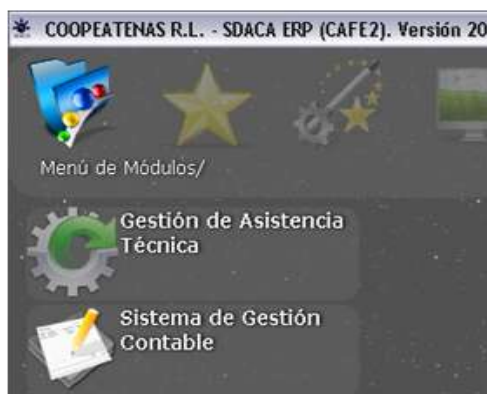 COOPEATENAS R.L. - SDACA ERP (CAFE2). Versión 20
Menú de Módulos/
Gestión de Asistencia
Técnica
Sistema de Gestión
Contable